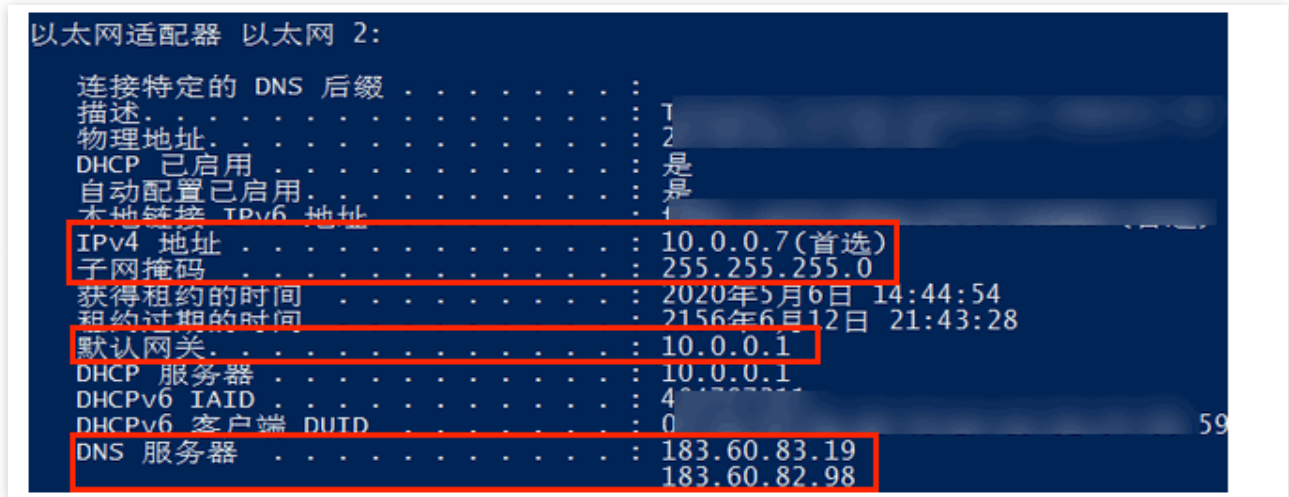 以太网适配器 以太网 2:
连接特定的 DNS 后缀 . . . . . . . :
描述. . . . . . . . . . . . . . . : T
物理地址. . . . . . . . . . . . . : 2
DHCP 已启用 . . . . . . . . . . . : 是
自动配置已启用. . . . . . . . . . : 是
本地链接 IPv6 地址. . . . . . . . : f
IPv4 地址 . . . . . . . . . . . . : 10.0.0.7(首选)
子网掩码 . . . . . . . . . . . . : 255.255.255.0
获得租约的时间 . . . . . . . . . : 2020年5月6日 14:44:54
租约过期的时间 . . . . . . . . . : 2156年6月12日 21:43:28
默认网关. . . . . . . . . . . . . : 10.0.0.1
DHCP 服务器 . . . . . . . . . . . : 10.0.0.1
DHCPv6 IAID . . . . . . . . . . . : 4
DHCPv6 客户端 DUID . . . . . . . : 0 59
DNS 服务器 . . . . . . . . . . . : 183.60.83.19
183.60.82.98